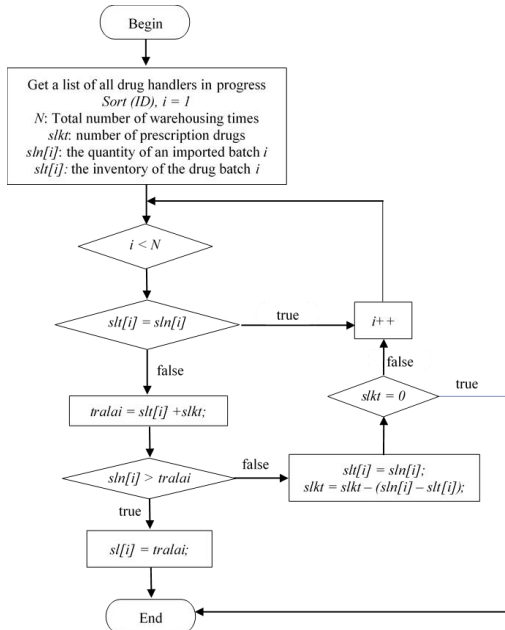 Begin
Get a list of all drug handlers in progress
Sort (ID), i = 1
N: Total number of warehousing times
slkt: number of prescription drugs
sln[i]: the quantity of an imported batch i
slt[i]: the inventory of the drug batch i
i < N
slt[i] = sln[i]
true
i++
false
false
slkt = 0
true
tralai = slt[i] +slkt;
sln[i] > tralai
false
slt[i] = sln[i];
slkt = slkt – (sln[i] – slt[i]);
true
sl[i] = tralai;
End